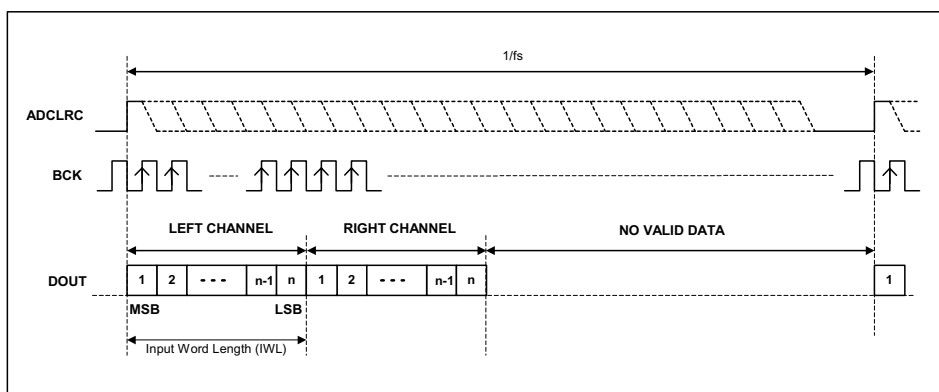 1/fs
ADCLRC
BCK
LEFT CHANNEL RIGHT CHANNEL NO VALID DATA
DOUT 1 2 - - - n-1 n 1 2 - - - n-1 n 1
MSB LSB
Input Word Length (IWL)